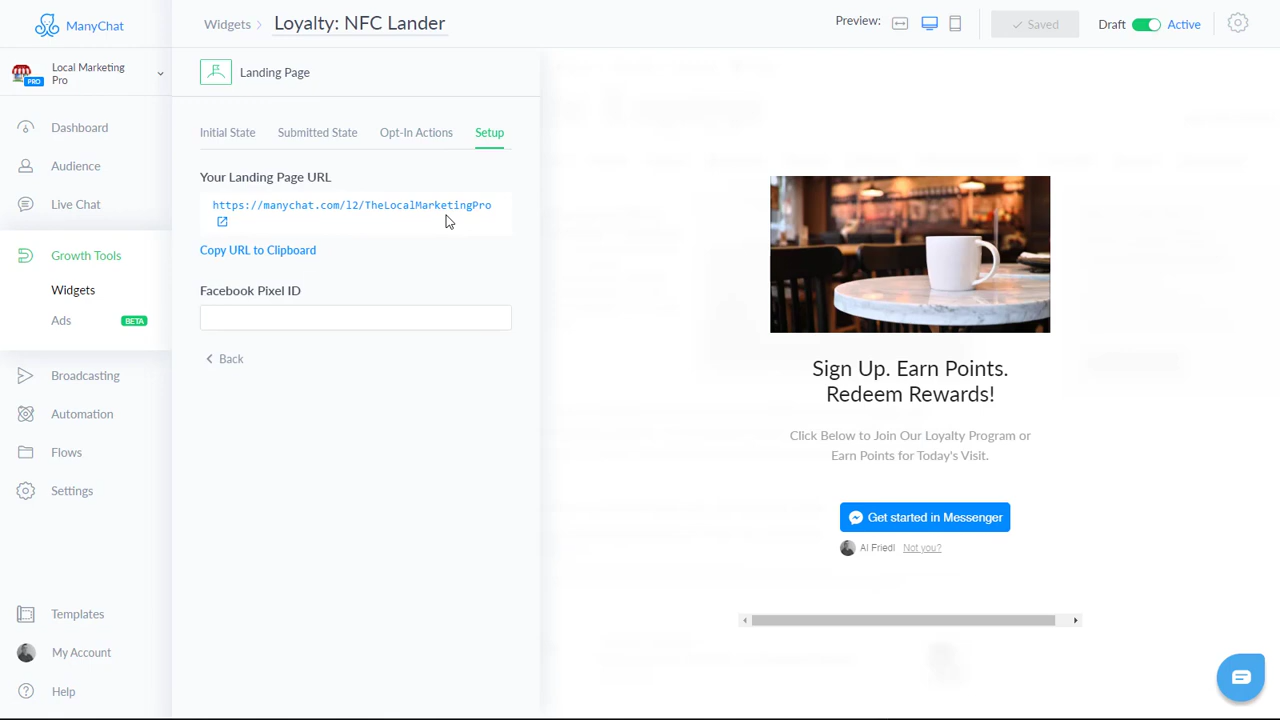 ManyChat
Widgets
Loyalty: NFC Lander
Preview:
Saved
Draft
Active
Local Marketing
Pro
PRO
Landing Page
Dashboard
Audience
Live Chat
Growth Tools
Widgets
Ads
BETA
Broadcasting
Automation
Flows
Settings
Templates
My Account
Help
Initial State
Submitted State
Opt-In Actions
Setup
Your Landing Page URL
https://manychat.com/l2/TheLocalMarketingPro
Copy URL to Clipboard
Facebook Pixel ID
Back
Sign Up. Earn Points.
Redeem Rewards!
Click Below to Join Our Loyalty Program or
Earn Points for Today's Visit.
Get started in Messenger
Al Friedl Not you?